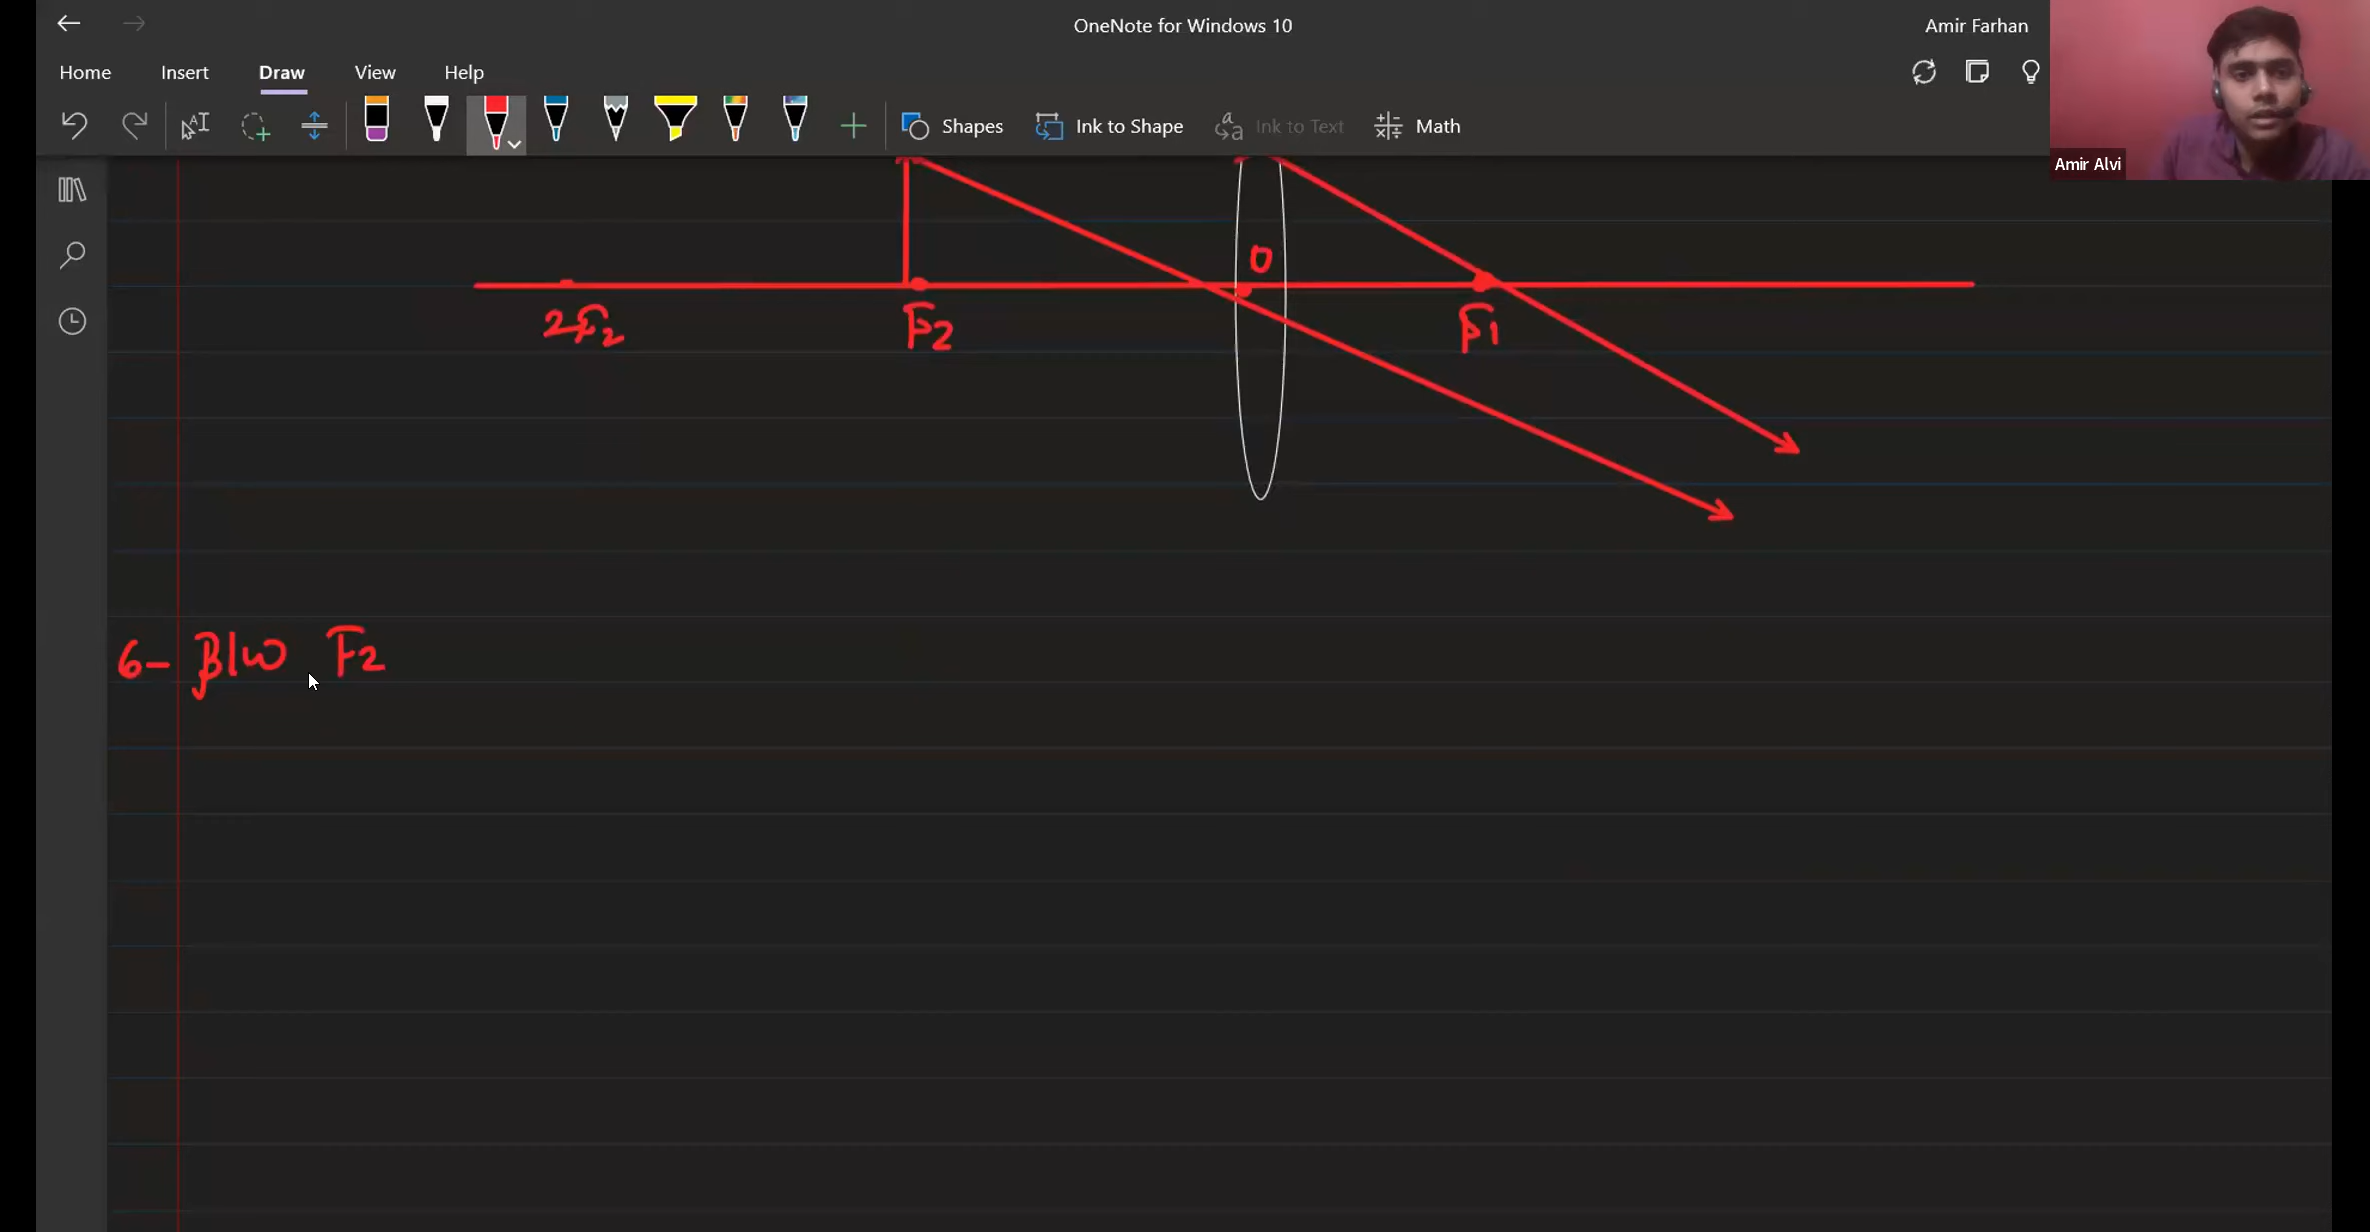 OneNote for Windows 10
Amir Farhan
Home Insert Draw View Help
Shapes Ink to Shape Ink to Text Math
Amir Alvi
O
2F2 F2 F1
6- B/W F2